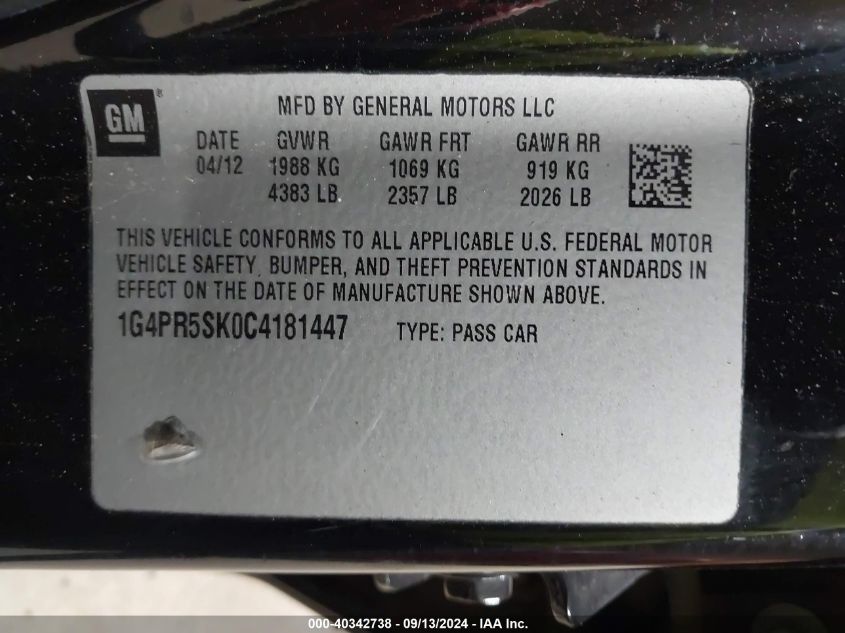 GM ®
MFD BY GENERAL MOTORS LLC
DATE GVWR GAWR FRT GAWR RR
04/12 1988 KG 1069 KG 919 KG
4383 LB 2357 LB 2026 LB
THIS VEHICLE CONFORMS TO ALL APPLICABLE U.S. FEDERAL MOTOR
VEHICLE SAFETY, BUMPER, AND THEFT PREVENTION STANDARDS IN
EFFECT ON THE DATE OF MANUFACTURE SHOWN ABOVE.
1G4PR5SK0C4181447 TYPE: PASS CAR
000-40342738 - 09/13/2024 - IAA Inc.